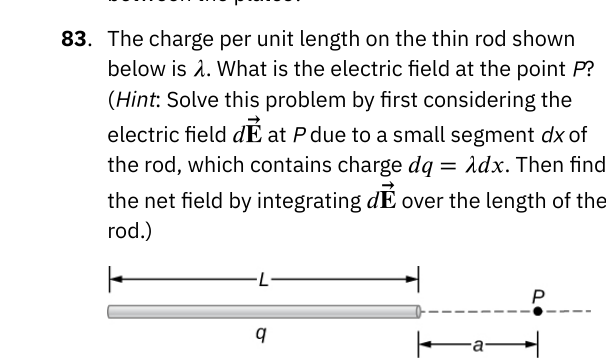 between the plates?
83. The charge per unit length on the thin rod shown
below is λ. What is the electric field at the point P?
(Hint: Solve this problem by first considering the
electric field dE⃗ at P due to a small segment dx of
the rod, which contains charge dq = λdx. Then find
the net field by integrating dE⃗ over the length of the
rod.)
L
P
q
a